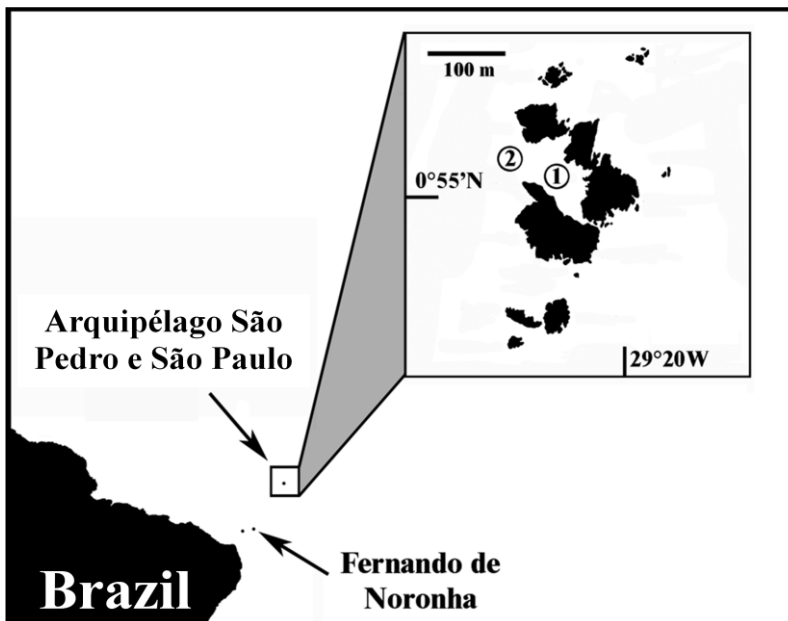 100 m
②
①
0°55'N
29°20W
Arquipélago São
Pedro e São Paulo
Fernando de
Noronha
Brazil